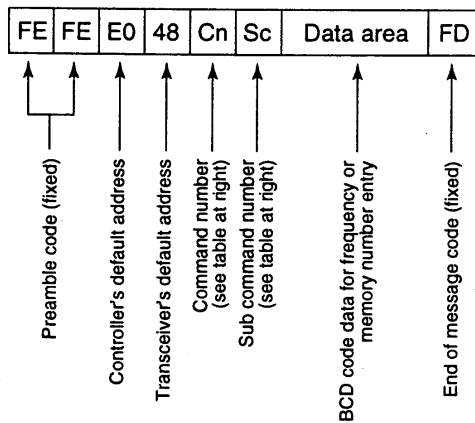 FE FE E0 48 Cn Sc Data area FD
Preamble code (fixed)
Controller's default address
Transceiver's default address
Command number
(see table at right)
Sub command number
(see table at right)
BCD code data for frequency or
memory number entry
End of message code (fixed)